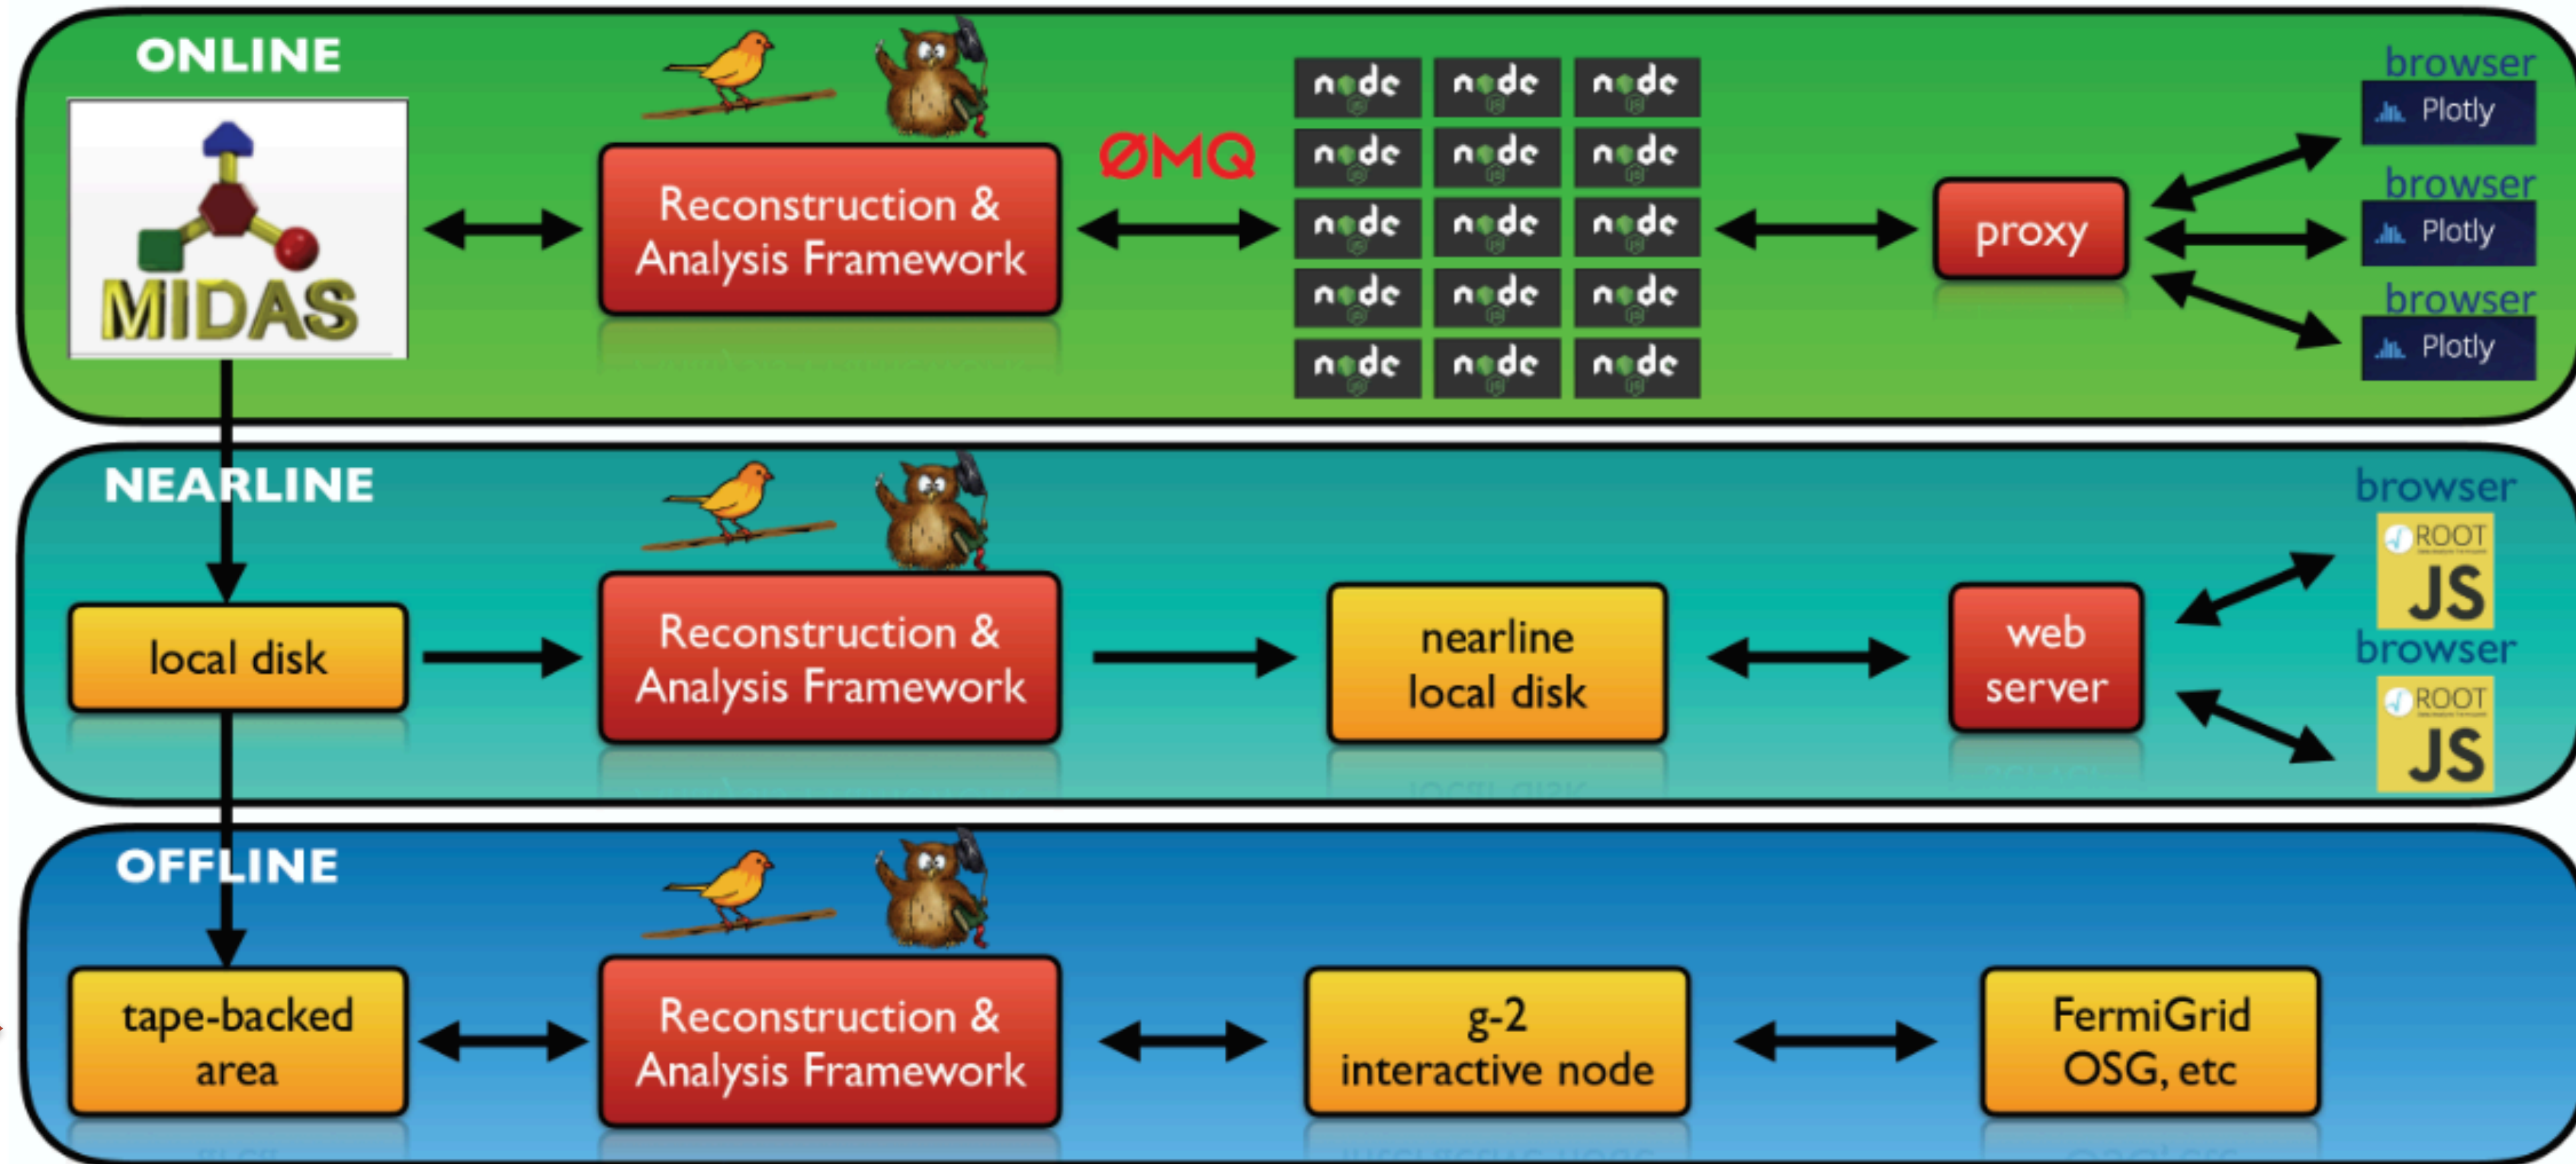 ONLINE
MIDAS
Reconstruction &
Analysis Framework
ØMQ
node node node
node node node
node node node
node node node
node node node
proxy
browser
Plotly
browser
Plotly
browser
Plotly
NEARLINE
local disk
Reconstruction &
Analysis Framework
nearline
local disk
web
server
browser
ROOT
JS
browser
ROOT
JS
OFFLINE
tape-backed
area
Reconstruction &
Analysis Framework
g-2
interactive node
FermiGrid
OSG, etc